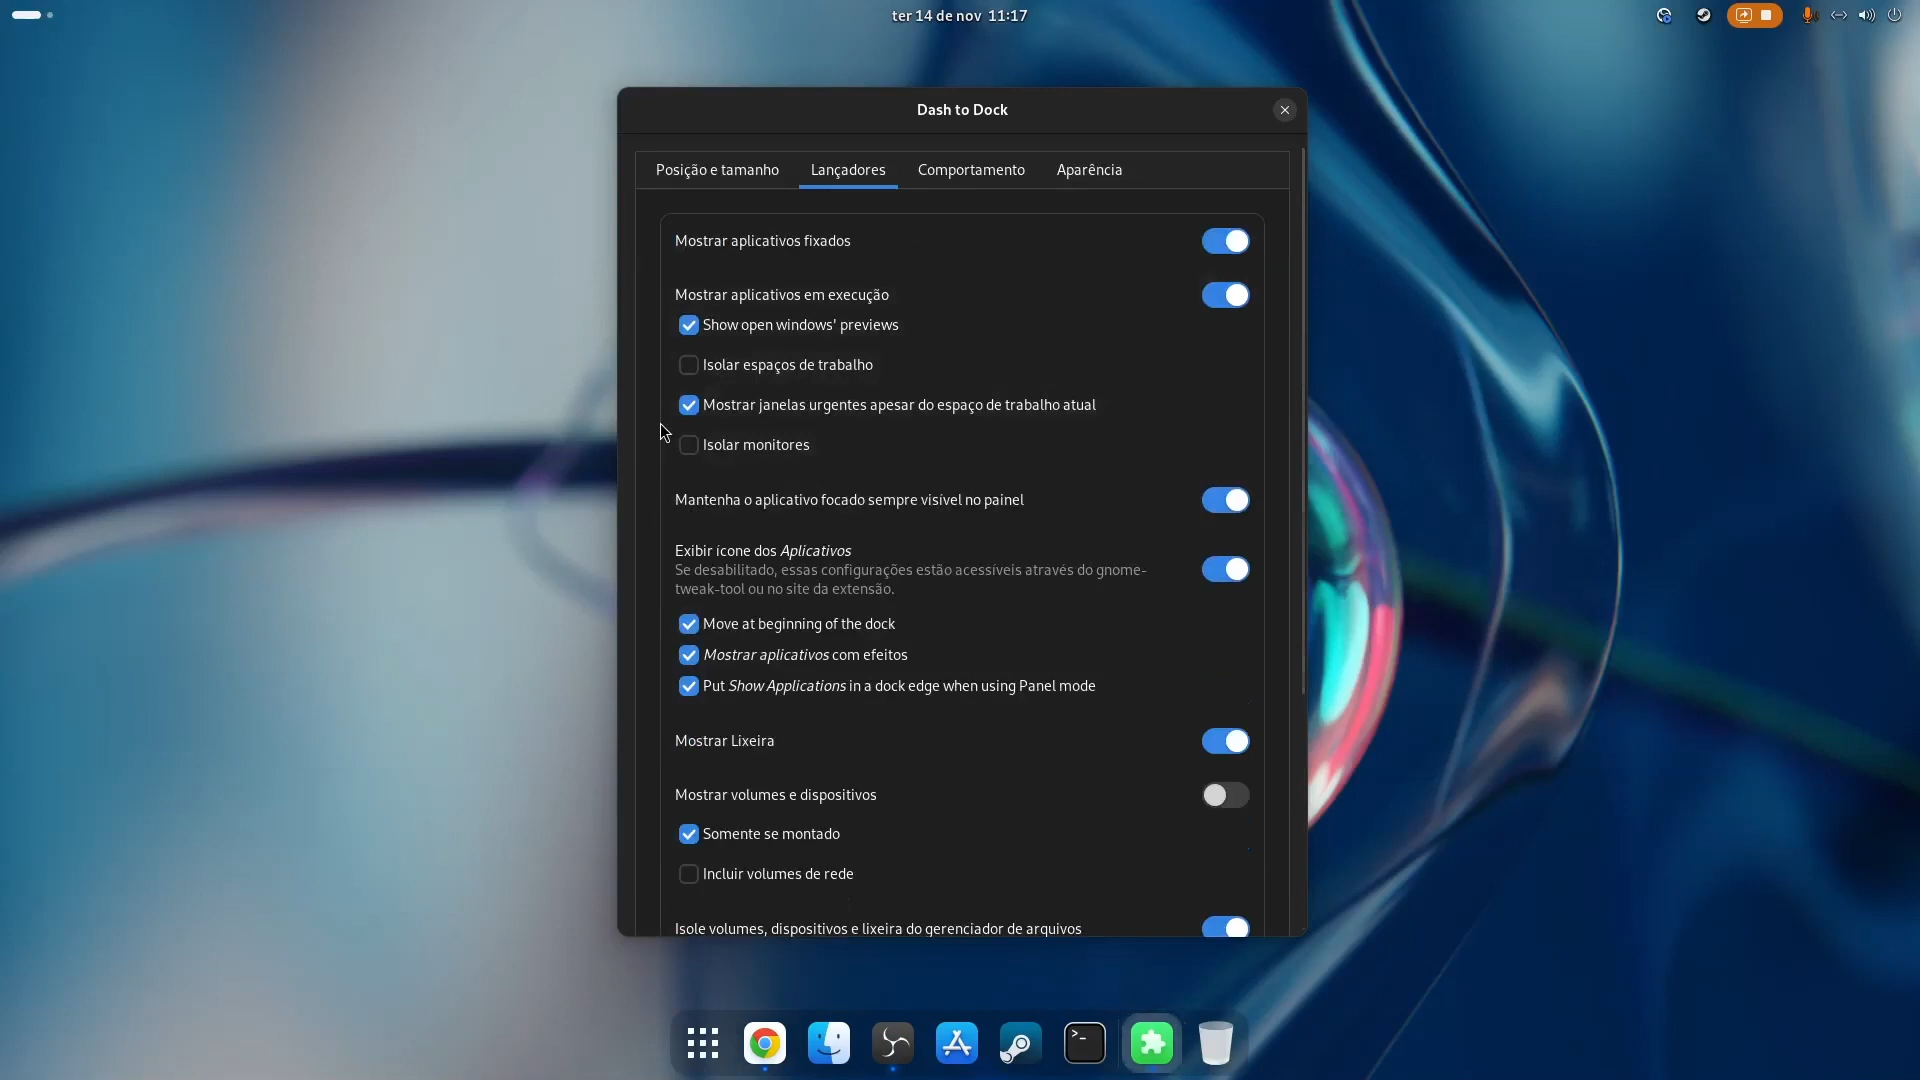 ter 14 de nov 11:17
Dash to Dock
Posição e tamanho
Lançadores
Comportamento
Aparência
Mostrar aplicativos fixados
Mostrar aplicativos em execução
Show open windows' previews
Isolar espaços de trabalho
Mostrar janelas urgentes apesar do espaço de trabalho atual
Isolar monitores
Mantenha o aplicativo focado sempre visível no painel
Exibir ícone dos Aplicativos
Se desabilitado, essas configurações estão acessíveis através do gnome-
tweak-tool ou no site da extensão.
Move at beginning of the dock
Mostrar aplicativos com efeitos
Put Show Applications in a dock edge when using Panel mode
Mostrar Lixeira
Mostrar volumes e dispositivos
Somente se montado
Incluir volumes de rede
Isole volumes, dispositivos e lixeira do gerenciador de arquivos